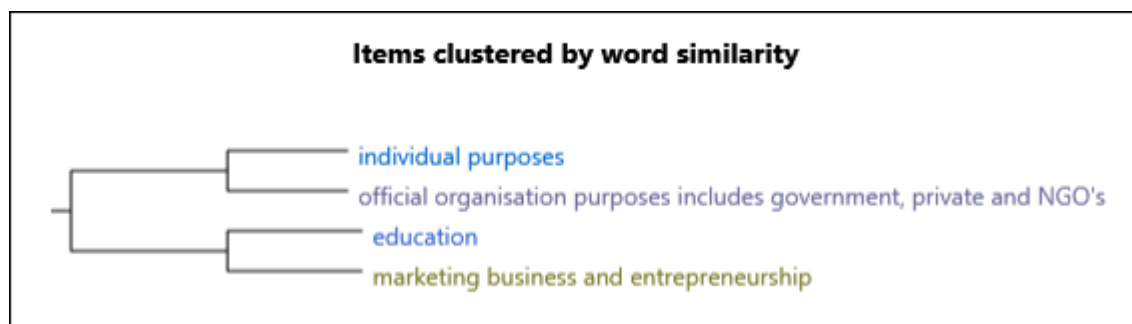 Items clustered by word similarity
individual purposes
official organisation purposes includes government, private and NGO's
education
marketing business and entrepreneurship